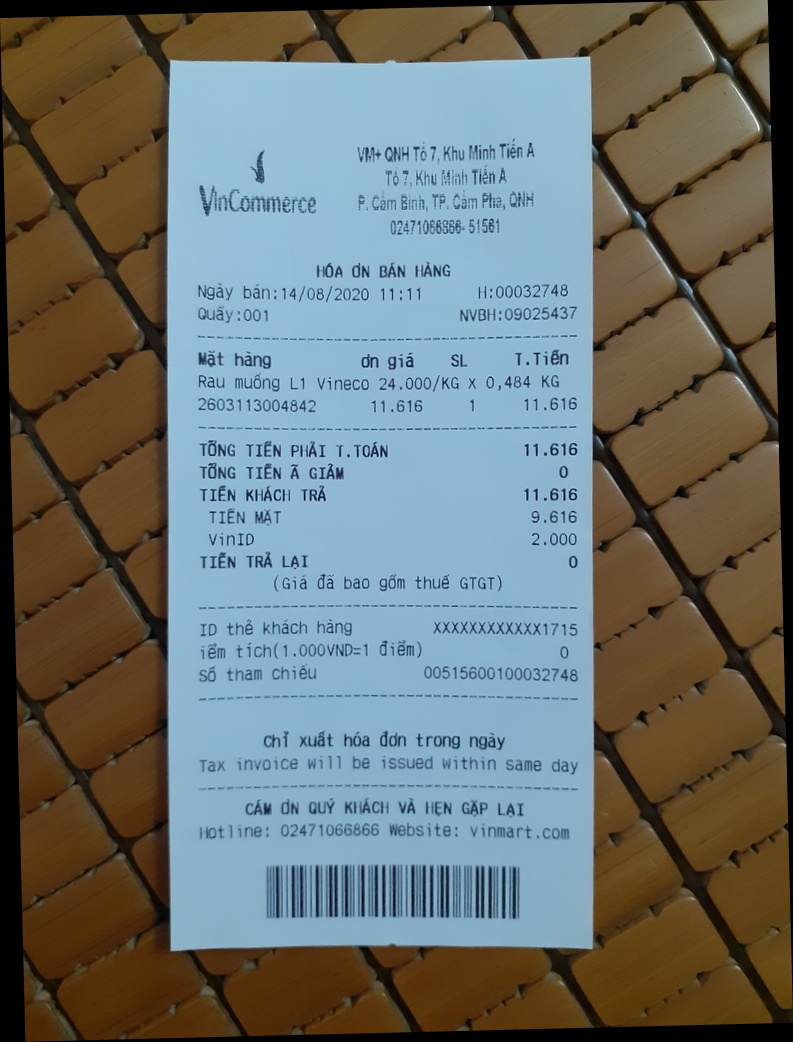 VinCommerce
VM+ QNH Tổ 7, Khu Minh Tiến A
Tổ 7, Khu Minh Tiến A
P. Cẩm Bình, TP. Cẩm Phả, QNH
02471066866-51561
HÓA ƠN BÁN HÀNG
Ngày bán:14/08/2020 11:11 H:00032748
Quầy:001 NVBH:09025437
Mặt hàng ơn giá SL T.Tiền
Rau muống L1 Vineco 24.000/KG X 0,484 KG
2603113004842 11.616 1 11.616
TỔNG TIỀN PHẢI T.TOÁN 11.616
TỔNG TIỀN Ã GIẢM 0
TIỀN KHÁCH TRẢ 11.616
TIỀN MẶT 9.616
VinID 2.000
TIỀN TRẢ LẠI 0
(Giá đã bao gồm thuế GTGT)
ID thẻ khách hàng XXXXXXXXXXXX1715
iểm tích(1.000VND=1 điểm) 0
Số tham chiếu 00515600100032748
Chỉ xuất hóa đơn trong ngày
Tax invoice will be issued within same day
CÁM ƠN QUÝ KHÁCH VÀ HẸN GẶP LẠI
Hotline: 02471066866 Website: vinmart.com